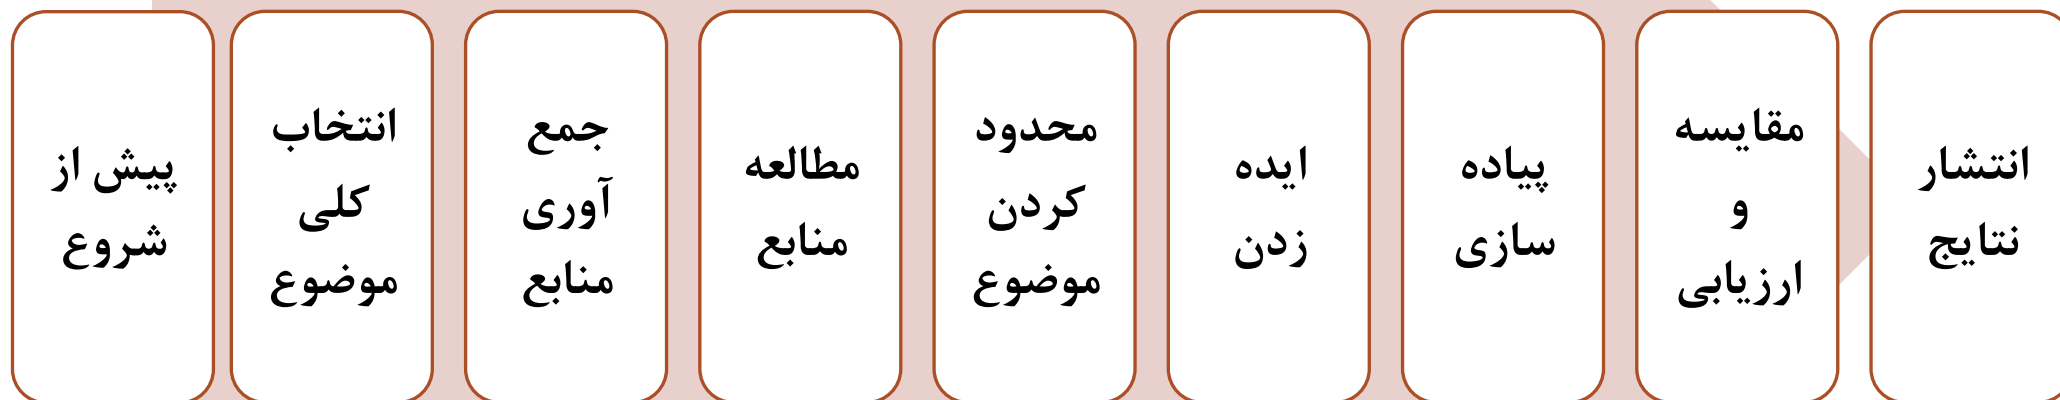 پیش از
شروع
انتخاب
کلی
موضوع
جمع
آوری
منابع
مطالعه
منابع
محدود
کردن
موضوع
ایده
زدن
پیاده
سازی
مقایسه
و
ارزیابی
انتشار
نتایج